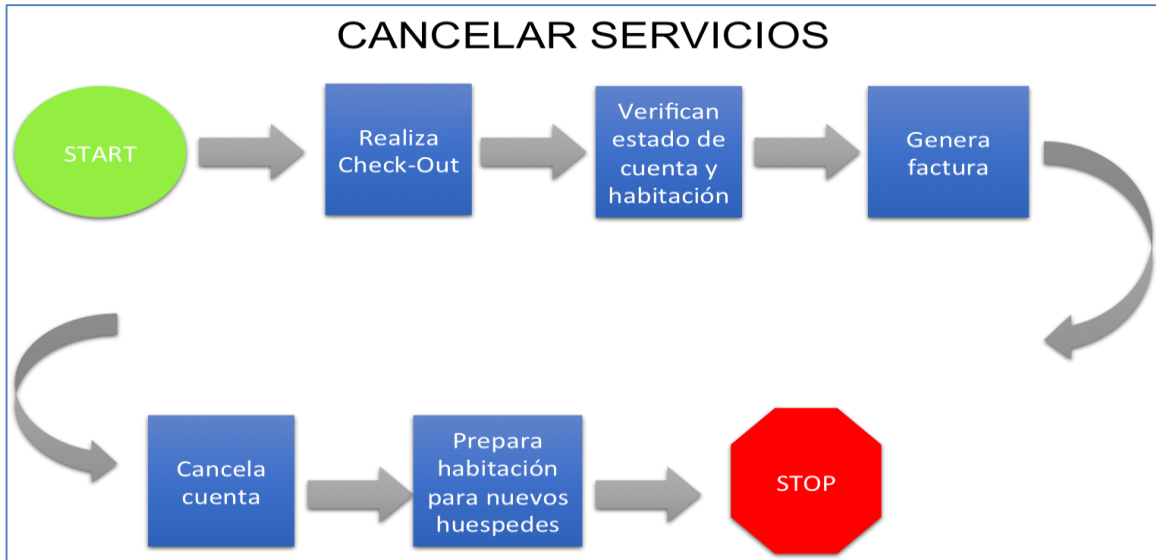 CANCELAR SERVICIOS
START
Realiza
Check-Out
Verifican
estado de
cuenta y
habitación
Genera
factura
Cancela
cuenta
Prepara
habitación
para nuevos
huespedes
STOP